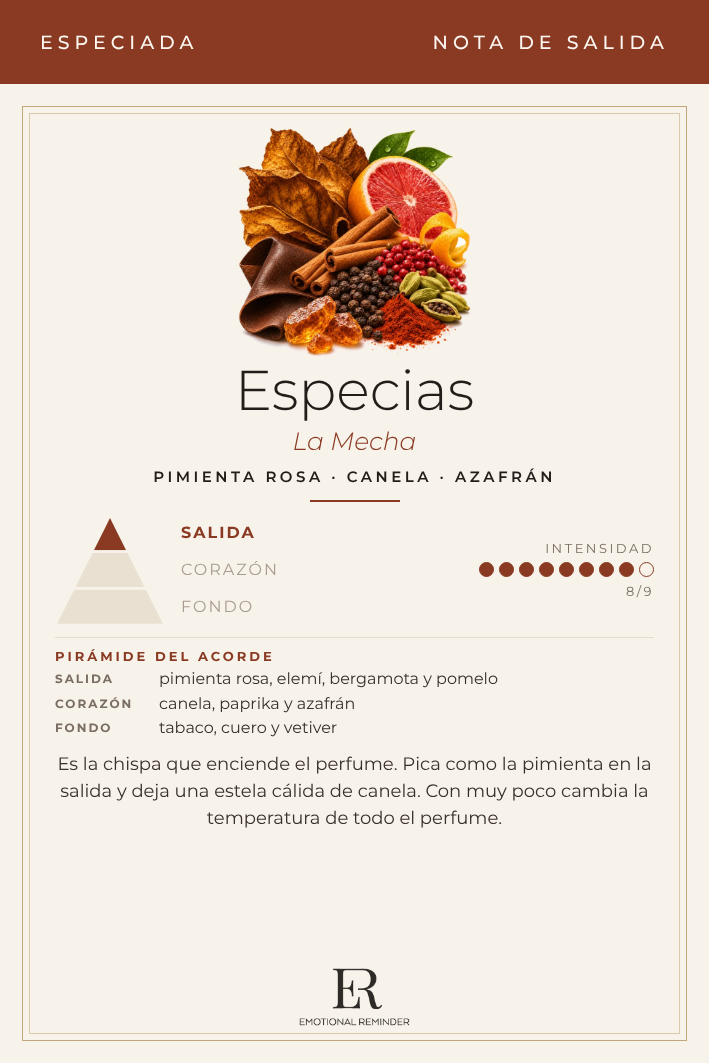 ESPECIADA NOTA DE SALIDA
Especias
La Mecha
PIMIENTA ROSA · CANELA · AZAFRÁN
SALIDA
CORAZÓN
FONDO
INTENSIDAD
8/9
PIRÁMIDE DEL ACORDE
SALIDA pimienta rosa, elemí, bergamota y pomelo
CORAZÓN canela, paprika y azafrán
FONDO tabaco, cuero y vetiver
Es la chispa que enciende el perfume. Pica como la pimienta en la
salida y deja una estela cálida de canela. Con muy poco cambia la
temperatura de todo el perfume.
ER
EMOTIONAL REMINDER